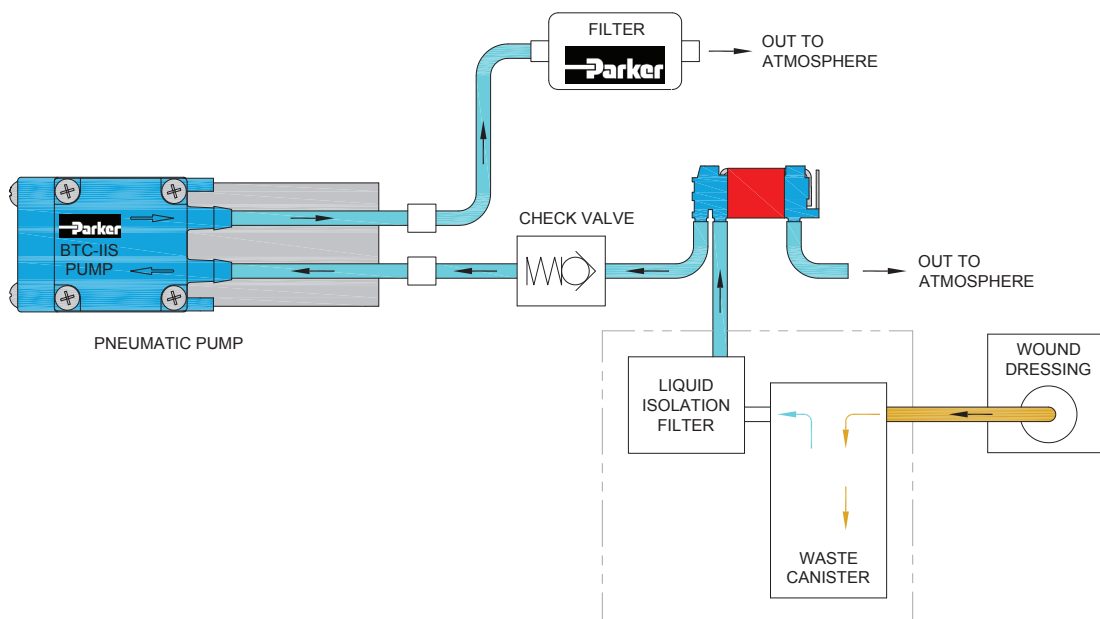 FILTER
Parker
OUT TO
ATMOSPHERE
CHECK VALVE
Parker
BTC-IIS
PUMP
OUT TO
ATMOSPHERE
PNEUMATIC PUMP
WOUND
DRESSING
LIQUID
ISOLATION
FILTER
WASTE
CANISTER